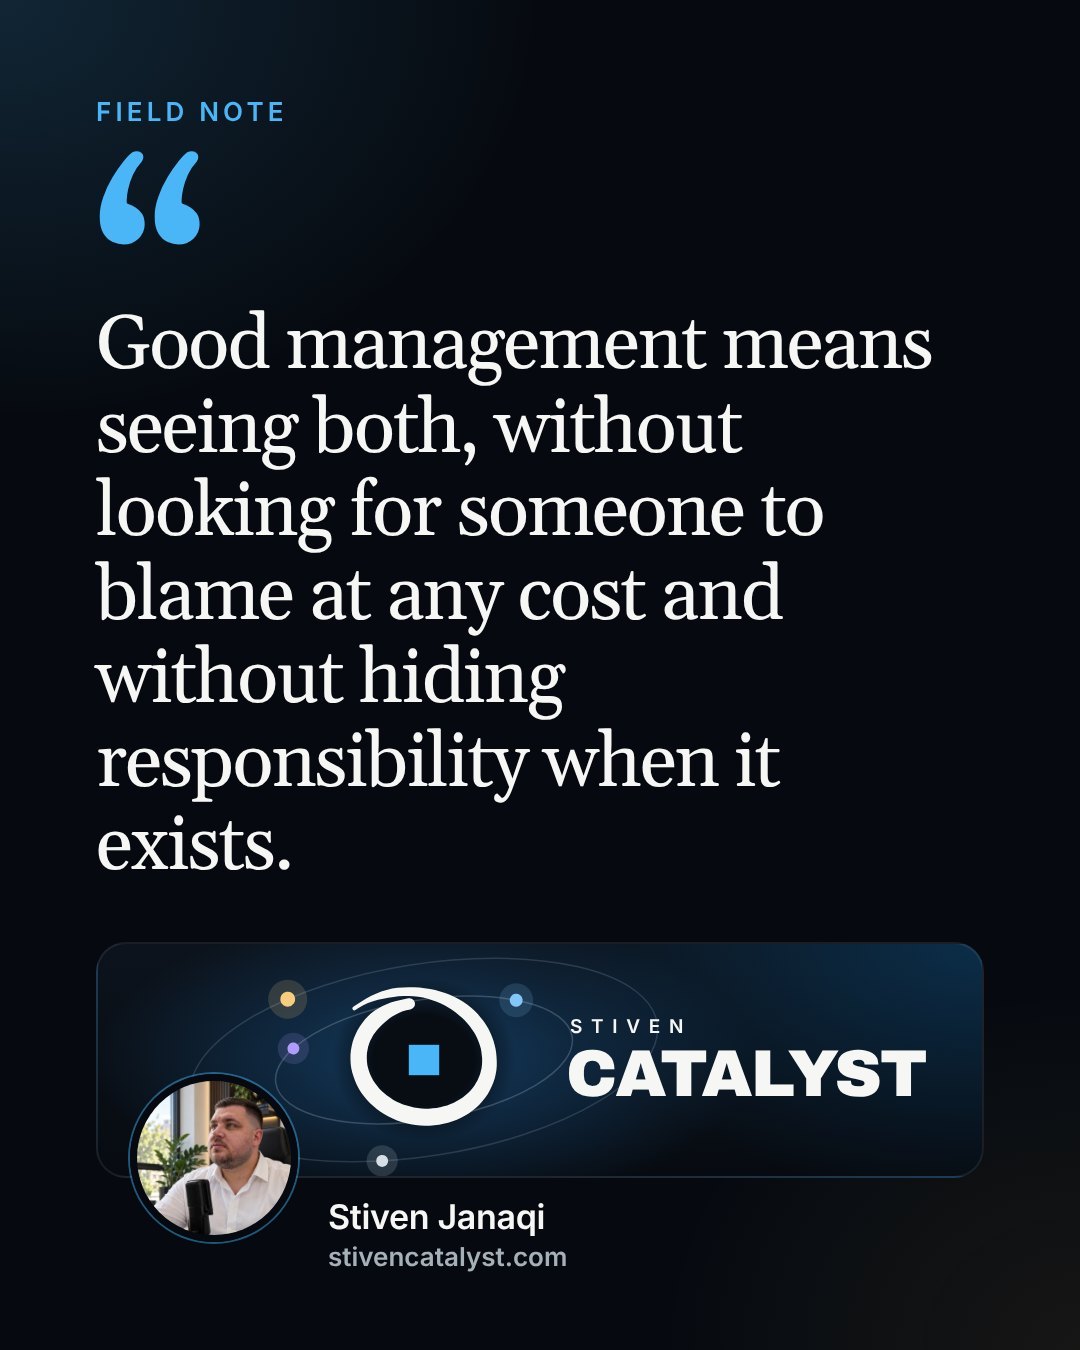 FIELD NOTE
“
Good management means
seeing both, without
looking for someone to
blame at any cost and
without hiding
responsibility when it
exists.
STIVEN
CATALYST
Stiven Janaqi
stivencatalyst.com